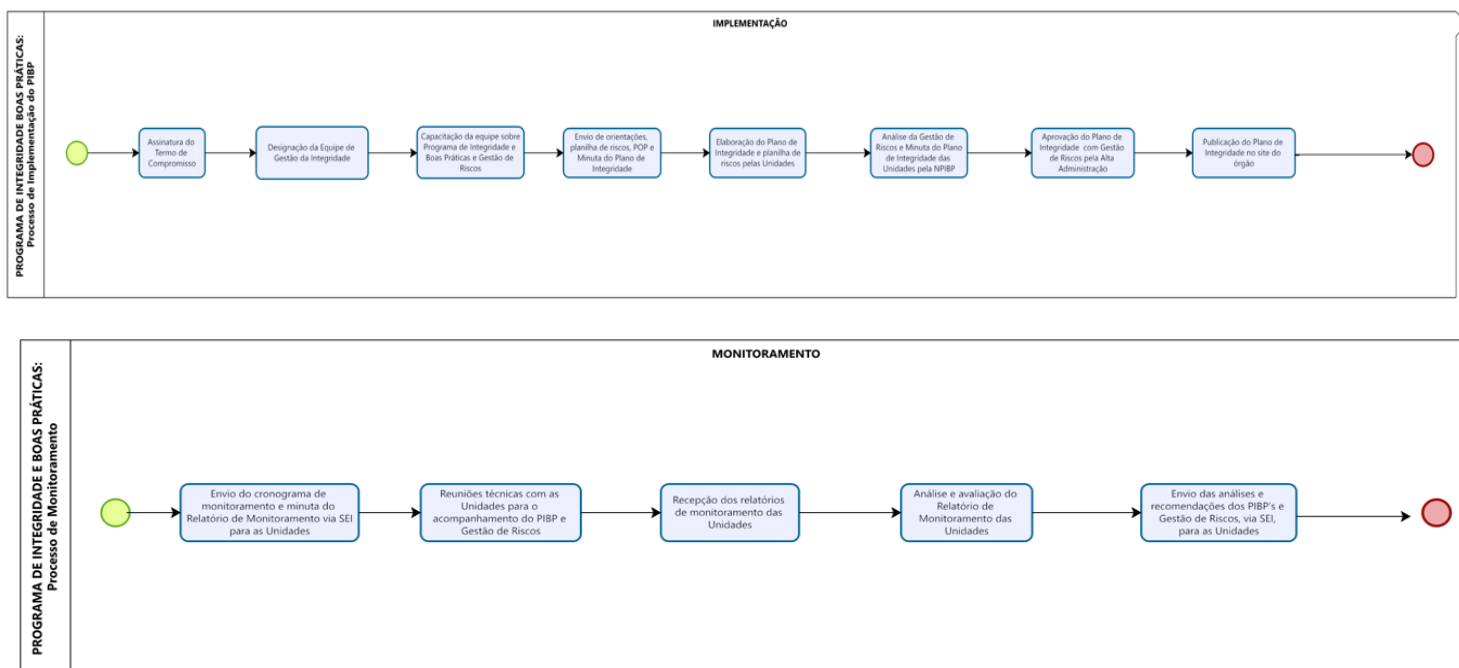 IMPLEMENTAÇÃO
PROGRAMA DE INTEGRIDADE BOAS PRÁTICAS:
Processo de Implementação do PIBP
Assinatura do
Termo de
Compromisso
Designação da Equipe de
Gestão da Integridade
Capacitação da equipe sobre
Programa de Integridade e
Boas Práticas e Gestão de
Riscos
Envio de orientações,
planilha de riscos, POP e
Minuta do Plano de
Integridade
Elaboração do Plano de
Integridade e planilha de
riscos pelas Unidades
Análise da Gestão de
Riscos e Minuta do Plano
de Integridade das
Unidades pela NPIBP
Aprovação do Plano de
Integridade com Gestão
de Riscos pela Alta
Administração
Publicação do Plano de
Integridade no site do
órgão
MONITORAMENTO
PROGRAMA DE INTEGRIDADE E BOAS PRÁTICAS:
Processo de Monitoramento
Envio do cronograma de
monitoramento e minuta do
Relatório de Monitoramento via SEI
para as Unidades
Reuniões técnicas com as
Unidades para o
acompanhamento do PIBP e
Gestão de Riscos
Recepção dos relatórios
de monitoramento das
Unidades
Análise e avaliação do
Relatório de
Monitoramento das
Unidades
Envio das análises e
recomendações dos PIBP's e
Gestão de Riscos, via SEI,
para as Unidades